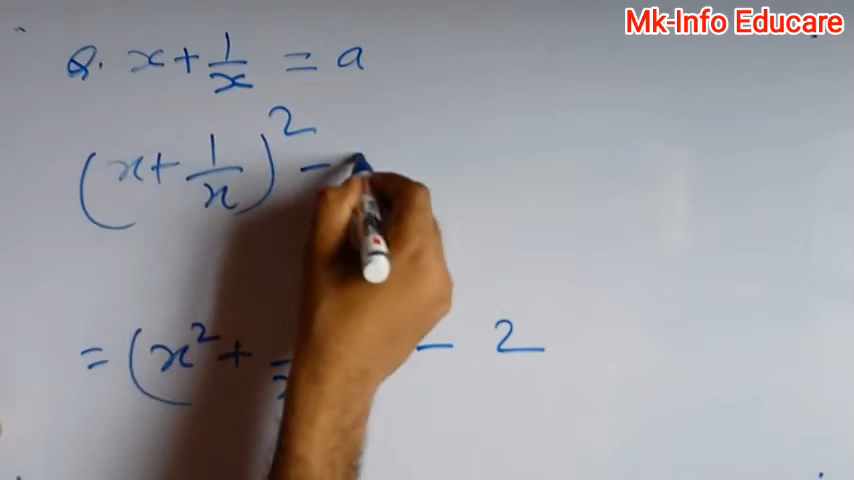 Mk-Info Educare
Q. x + 1/x = a
(x + 1/x)² -
= (x² + - 2